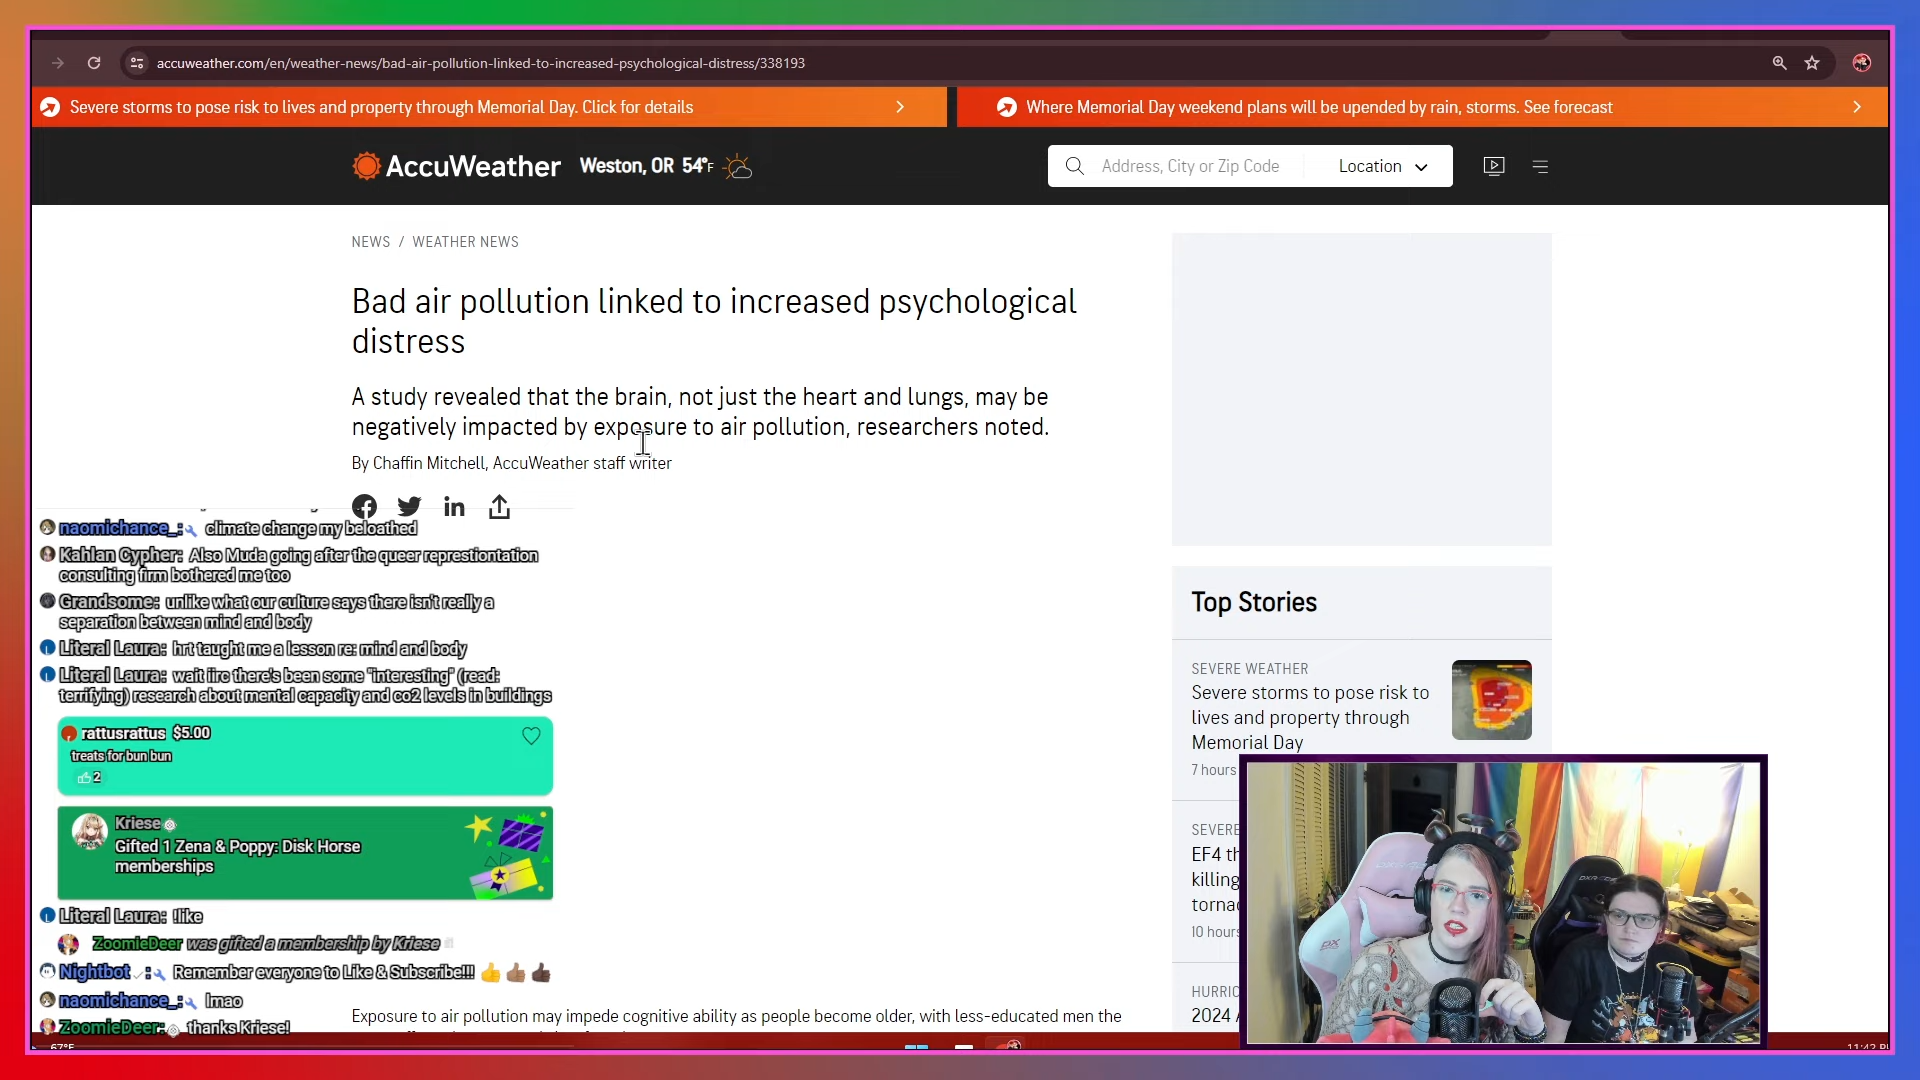 accuweather.com/en/weather-news/bad-air-pollution-linked-to-increased-psychological-distress/338193
Severe storms to pose risk to lives and property through Memorial Day. Click for details
Where Memorial Day weekend plans will be upended by rain, storms. See forecast
AccuWeather
Weston, OR 54°F
Address, City or Zip Code
Location
NEWS / WEATHER NEWS
Bad air pollution linked to increased psychological
distress
A study revealed that the brain, not just the heart and lungs, may be
negatively impacted by exposure to air pollution, researchers noted.
By Chaffin Mitchell, AccuWeather staff writer
naomichance_: climate change my beloathed
Kahlan Cypher: Also Muda going after the queer represtiontation
consulting firm bothered me too
Grandsome: unlike what our culture says there isn't really a
separation between mind and body
Literal Laura: hrt taught me a lesson re: mind and body
Literal Laura: wait iirc there's been some "interesting" (read:
terrifying) research about mental capacity and co2 levels in buildings
rattusrattus $5.00
treats for bun bun
2
Kriese
Gifted 1 Zena & Poppy: Disk Horse
memberships
Literal Laura: !like
ZoomieDeer was gifted a membership by Kriese
Nightbot : Remember everyone to Like & Subscribe!!!
naomichance_: lmao
ZoomieDeer: thanks Kriese!
Exposure to air pollution may impede cognitive ability as people become older, with less-educated men the
Top Stories
SEVERE WEATHER
Severe storms to pose risk to
lives and property through
Memorial Day
7 hours
SEVERE
EF4
killing
10 hours
2024
67°F